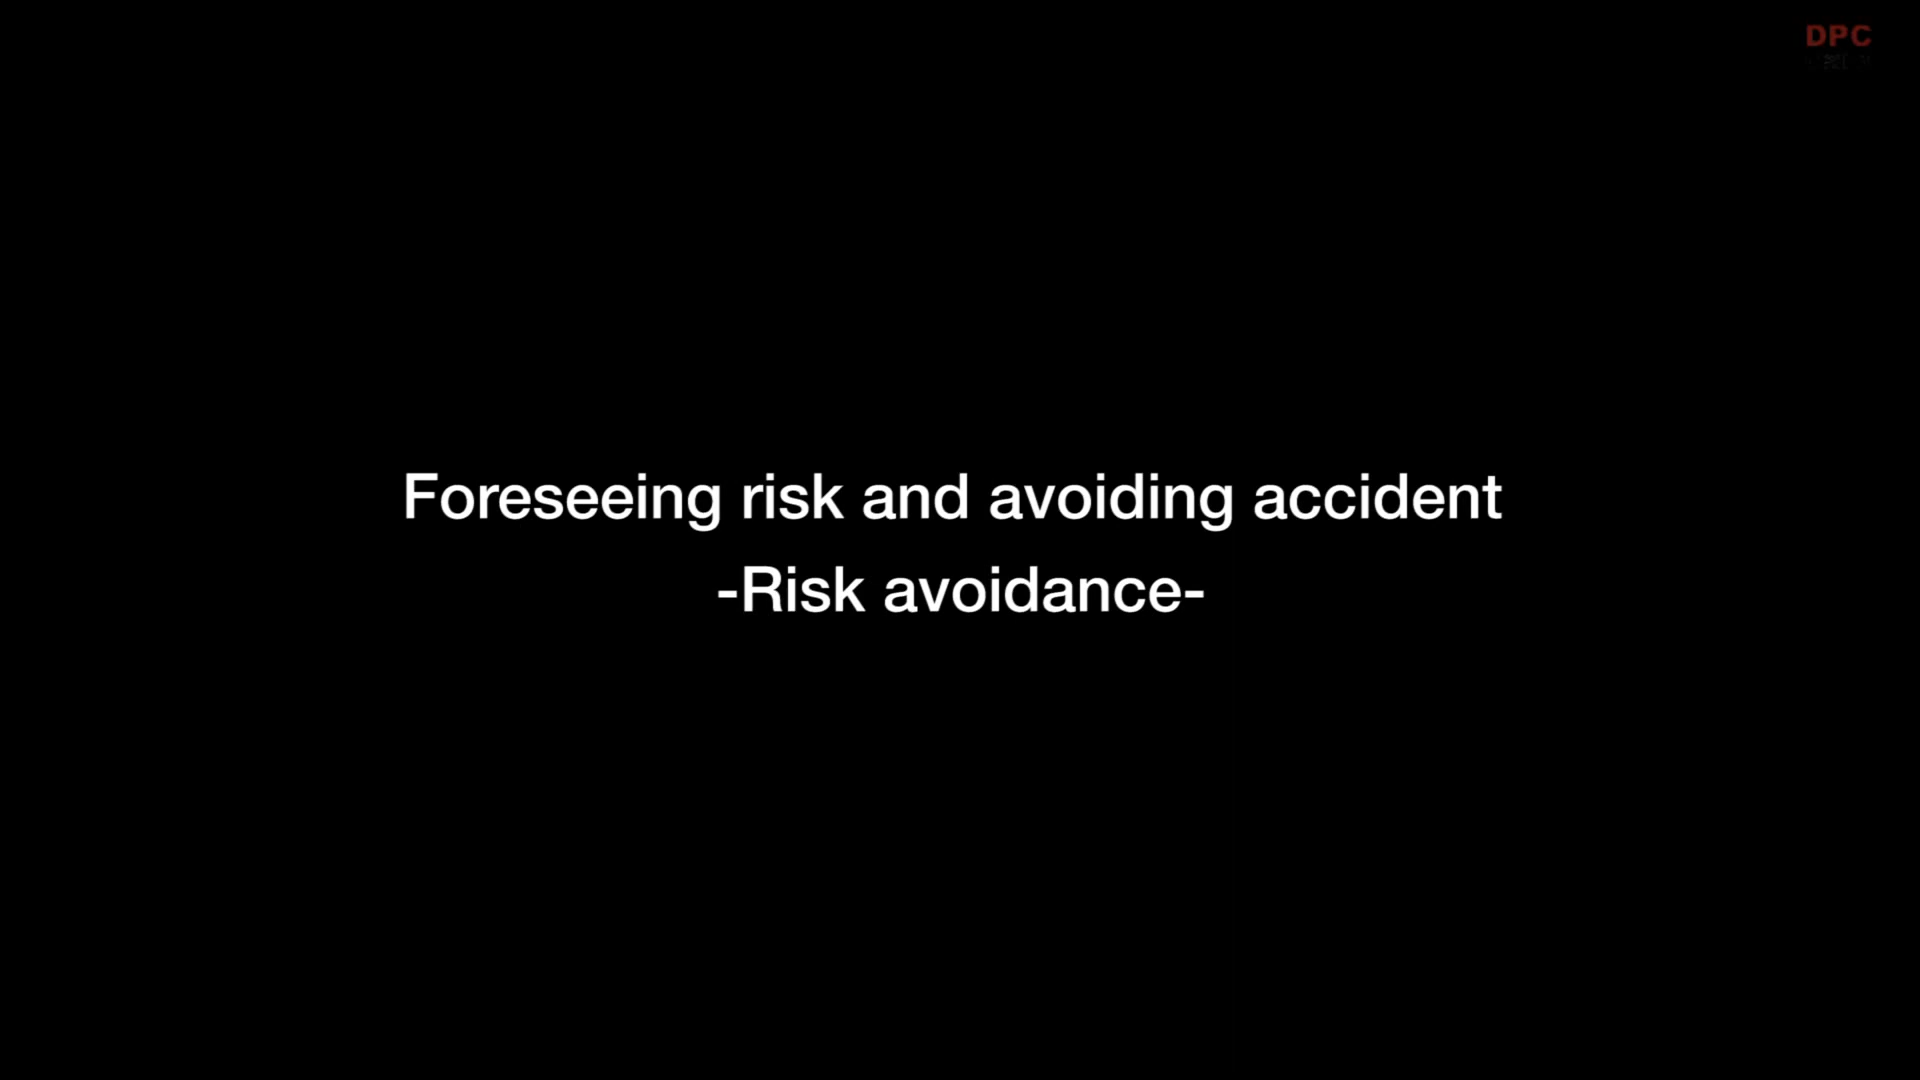 DPC
Foreseeing risk and avoiding accident
-Risk avoidance-